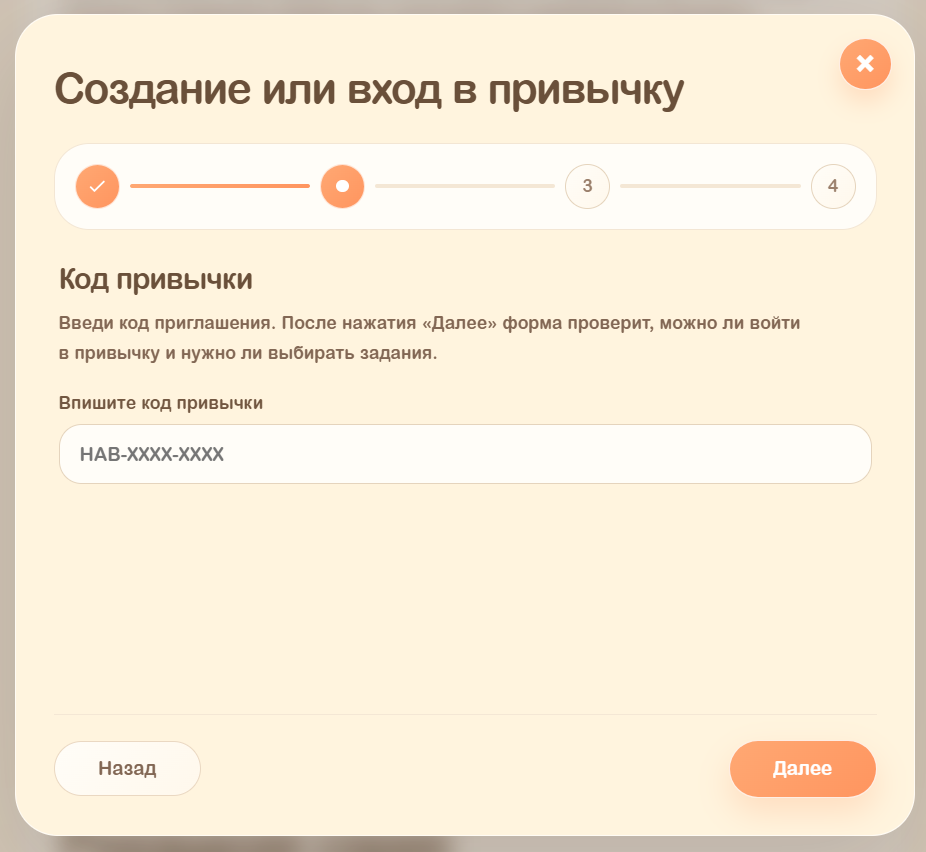 Создание или вход в привычку
3
4
Код привычки
Введи код приглашения. После нажатия «Далее» форма проверит, можно ли войти
в привычку и нужно ли выбирать задания.
Впишите код привычки
HAB-XXXX-XXXX
Назад
Далее